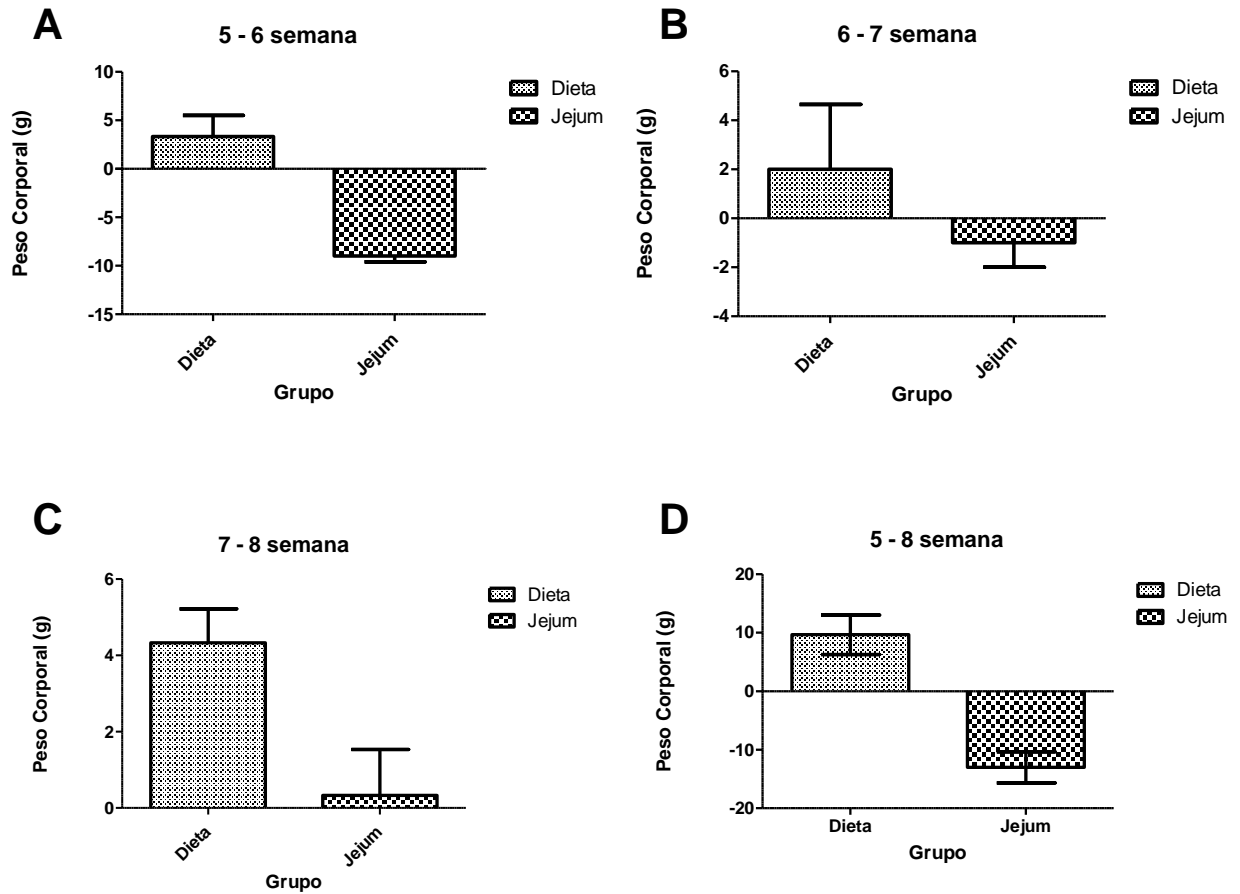 A
5 - 6 semana
10
5
0
-5
-10
-15
Peso Corporal (g)
Dieta
Jejum
Grupo
Dieta
Jejum
B
6 - 7 semana
6
4
2
0
-2
-4
Peso Corporal (g)
Dieta
Jejum
Grupo
Dieta
Jejum
C
7 - 8 semana
6
4
2
0
Peso Corporal (g)
Dieta
Jejum
Grupo
Dieta
Jejum
D
5 - 8 semana
20
10
0
-10
-20
Peso Corporal (g)
Dieta
Jejum
Grupo
Dieta
Jejum